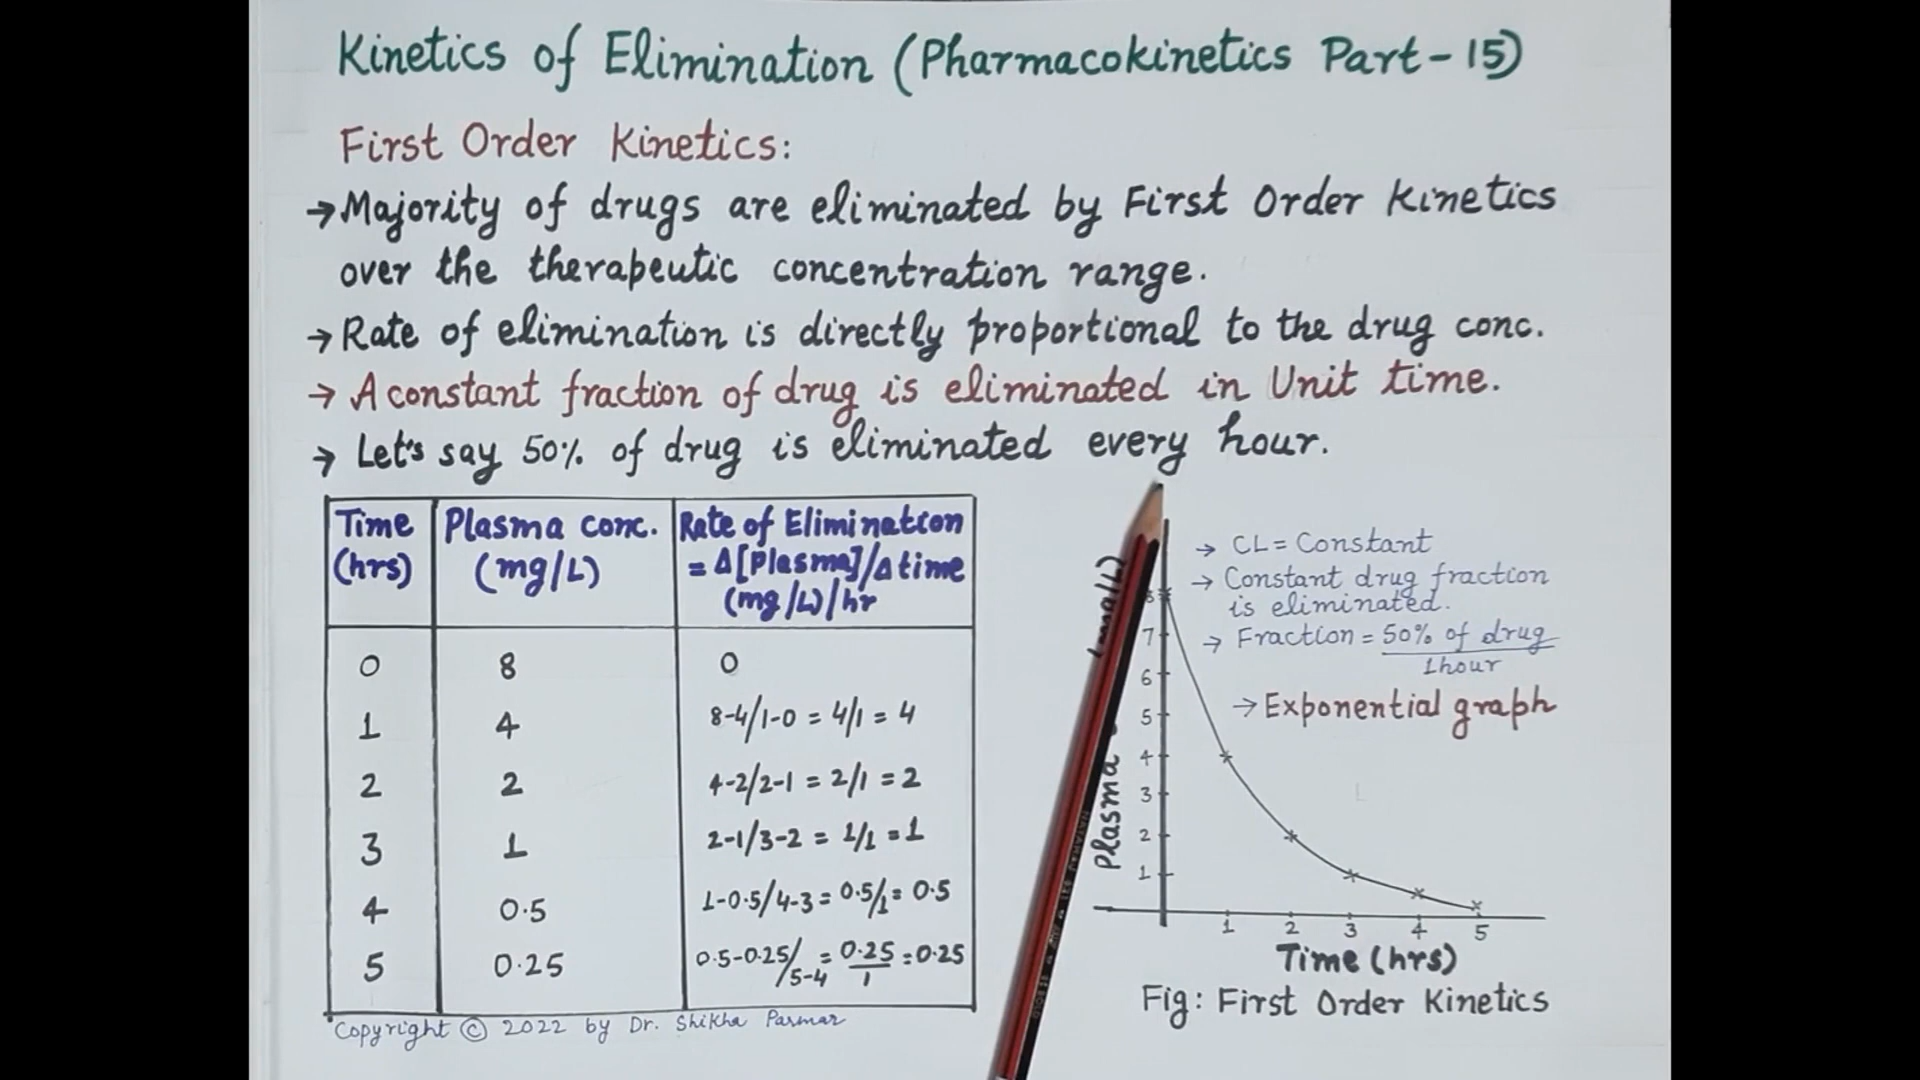 Kinetics of Elimination (Pharmacokinetics Part-15)
First Order Kinetics:
→ Majority of drugs are eliminated by First Order Kinetics
over the therapeutic concentration range.
→ Rate of elimination is directly proportional to the drug conc.
→ A constant fraction of drug is eliminated in Unit time.
→ Let's say 50% of drug is eliminated every hour.
Time (hrs) | Plasma conc. (mg/L) | Rate of Elimination = Δ[Plasma]/Δtime (mg/L)/hr
0 8 0
1 4 8-4/1-0 = 4/1 = 4
2 2 4-2/2-1 = 2/1 = 2
3 1 2-1/3-2 = 1/1 = 1
4 0.5 1-0.5/4-3 = 0.5/1 = 0.5
5 0.25 0.5-0.25/5-4 = 0.25/1 = 0.25
Copyright © 2022 by Dr. Shikha Parmar
→ CL = Constant
→ Constant drug fraction
is eliminated.
→ Fraction = 50% of drug
1hour
→ Exponential graph
Plasma (mg/L)
8
7
6
5
4
3
2
1
1 2 3 4 5
Time (hrs)
Fig: First Order Kinetics